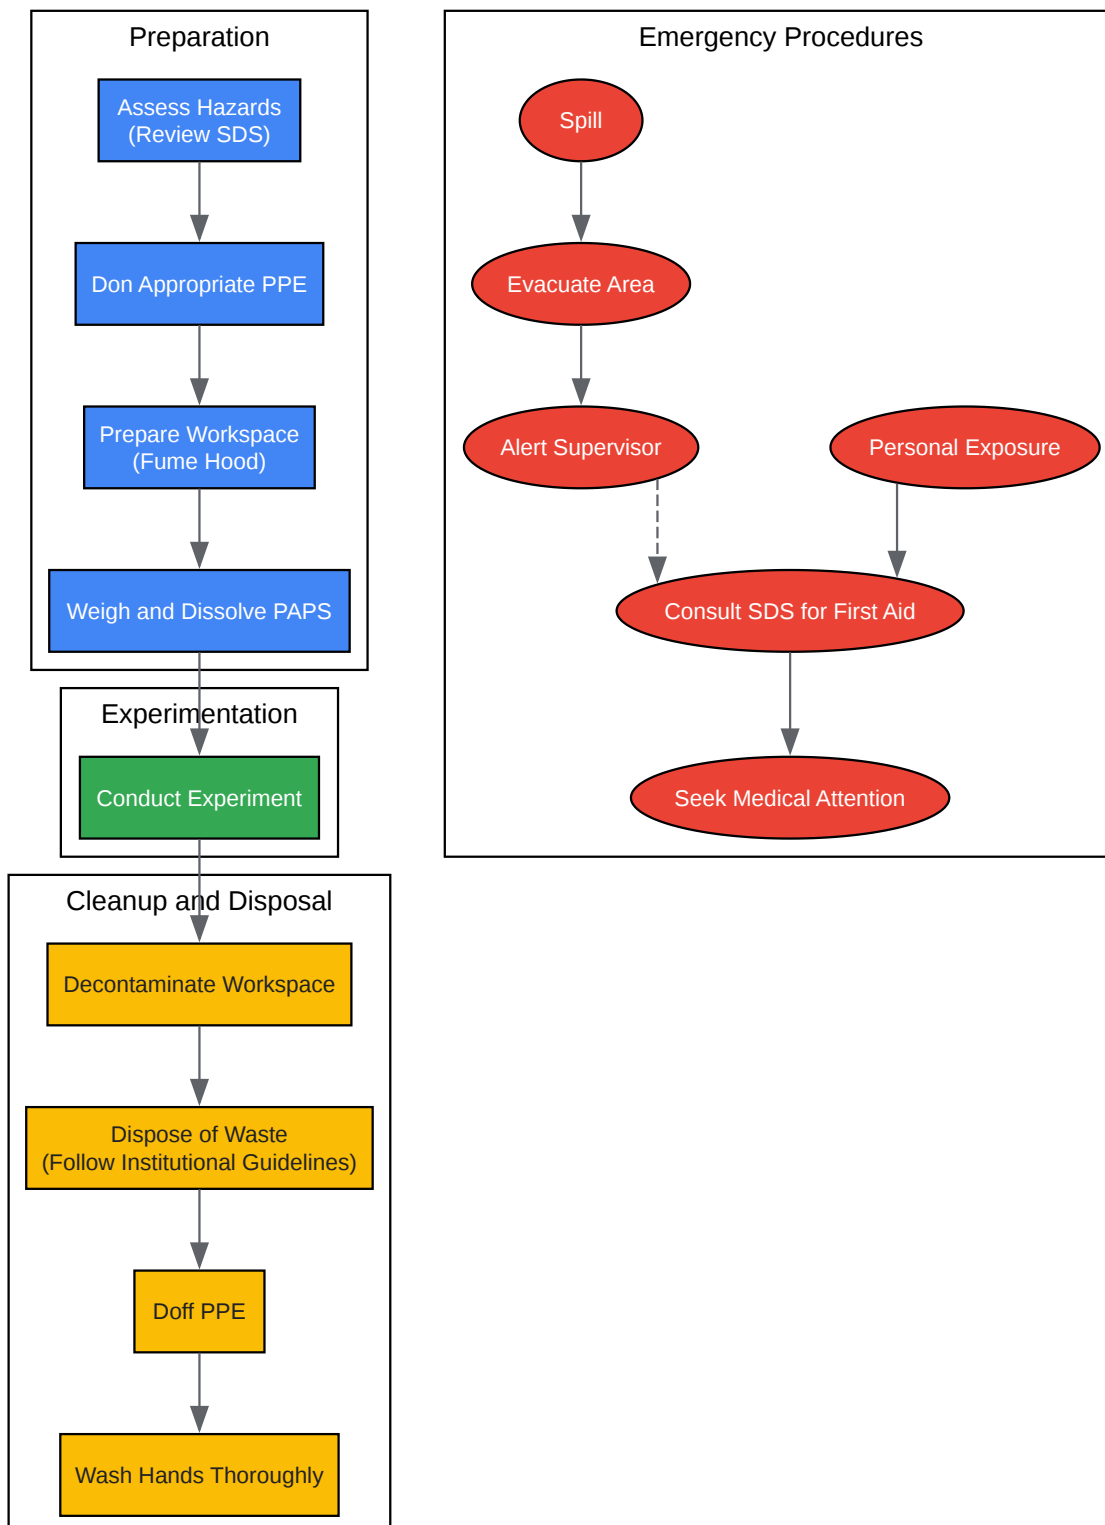 Preparation
Assess Hazards
(Review SDS)
Don Appropriate PPE
Prepare Workspace
(Fume Hood)
Weigh and Dissolve PAPS
Experimentation
Conduct Experiment
Cleanup and Disposal
Decontaminate Workspace
Dispose of Waste
(Follow Institutional Guidelines)
Doff PPE
Wash Hands Thoroughly
Emergency Procedures
Spill
Evacuate Area
Alert Supervisor
Personal Exposure
Consult SDS for First Aid
Seek Medical Attention